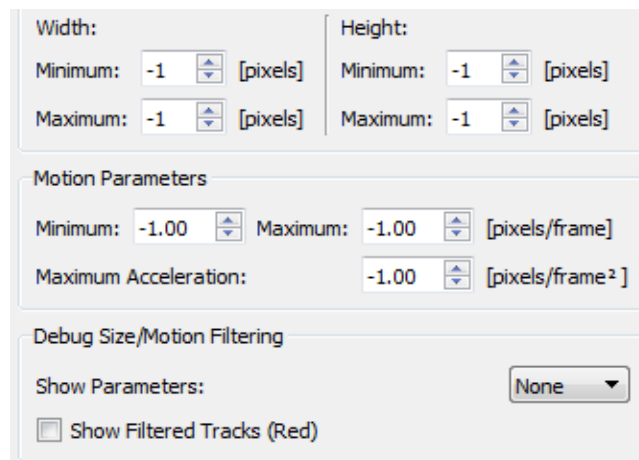 Width: Height:
Minimum: -1 [pixels] Minimum: -1 [pixels]
Maximum: -1 [pixels] Maximum: -1 [pixels]
Motion Parameters
Minimum: -1.00 Maximum: -1.00 [pixels/frame]
Maximum Acceleration: -1.00 [pixels/frame²]
Debug Size/Motion Filtering
Show Parameters: None
Show Filtered Tracks (Red)